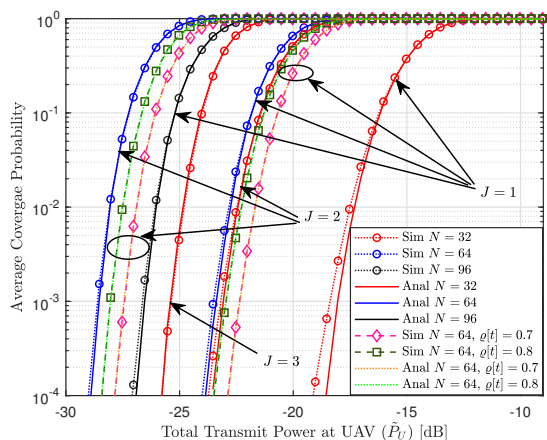 10^0
10^-1
10^-2
10^-3
10^-4
Average Covergae Probability
J = 1
J = 2
J = 3
Sim N = 32
Sim N = 64
Sim N = 96
Anal N = 32
Anal N = 64
Anal N = 96
Sim N = 64, ϱ[t] = 0.7
Sim N = 64, ϱ[t] = 0.8
Anal N = 64, ϱ[t] = 0.7
Anal N = 64, ϱ[t] = 0.8
-30 -25 -20 -15 -10
Total Transmit Power at UAV (P̃_U) [dB]